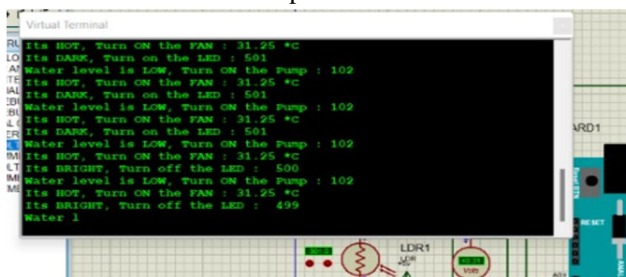 Virtual Terminal
Its HOT, Turn ON the FAN : 31.25 *C
Its DARK, Turn on the LED : 501
Water level is LOW, Turn ON the Pump : 102
Its HOT, Turn ON the FAN : 31.25 *C
Its DARK, Turn on the LED : 501
Water level is LOW, Turn ON the Pump : 102
Its HOT, Turn ON the FAN : 31.25 *C
Its DARK, Turn on the LED : 501
Water level is LOW, Turn ON the Pump : 102
Its HOT, Turn ON the FAN : 31.25 *C
Its BRIGHT, Turn off the LED : 500
Water level is LOW, Turn ON the Pump : 102
Its HOT, Turn ON the FAN : 31.25 *C
Its BRIGHT, Turn off the LED : 499
Water l
ARD1
RESET
LDR1
LDR
Volts